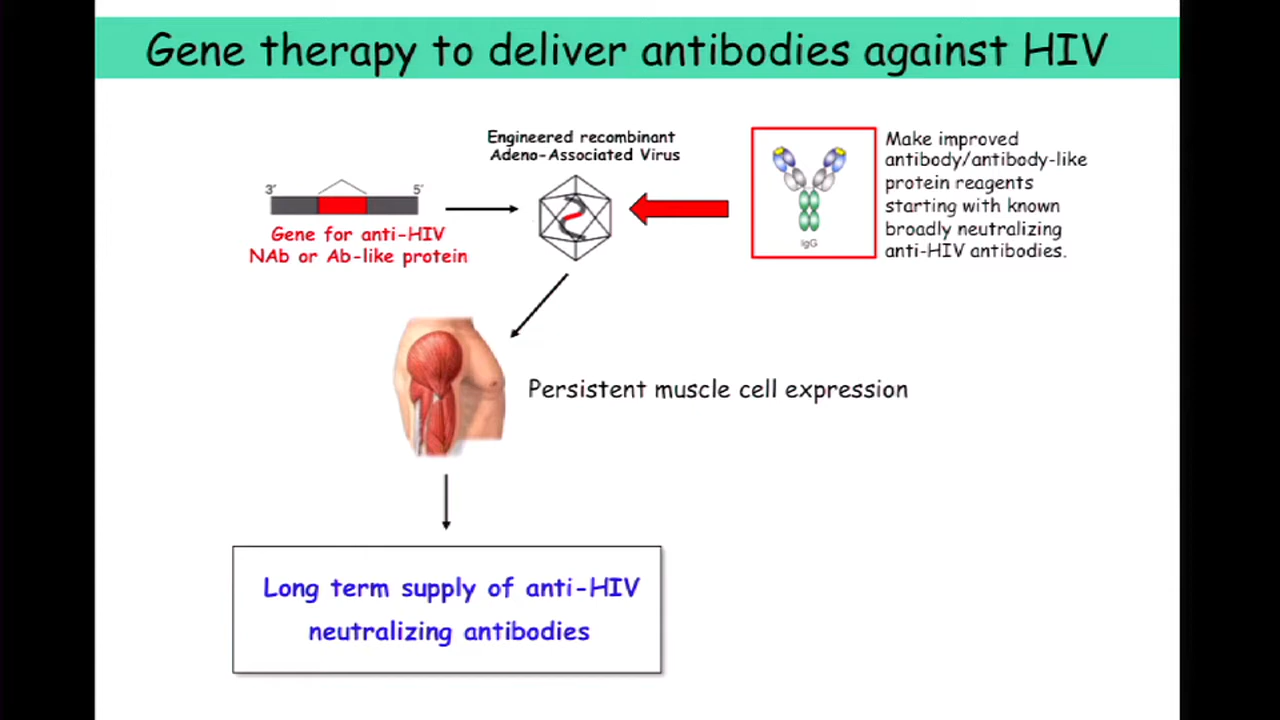 Gene therapy to deliver antibodies against HIV
Engineered recombinant
Adeno-Associated Virus
3´ 5´
Gene for anti-HIV
NAb or Ab-like protein
IgG
Make improved
antibody/antibody-like
protein reagents
starting with known
broadly neutralizing
anti-HIV antibodies.
Persistent muscle cell expression
Long term supply of anti-HIV
neutralizing antibodies